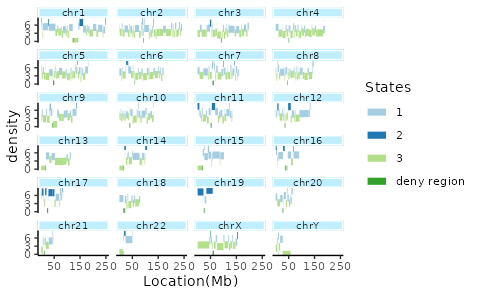 chr1 chr2 chr3 chr4
6
3
0
chr5 chr6 chr7 chr8
6
3
0
chr9 chr10 chr11 chr12
6
3
0
chr13 chr14 chr15 chr16
6
3
0
chr17 chr18 chr19 chr20
6
3
0
chr21 chr22 chrX chrY
6
3
0
50 150 250 50 150 250 50 150 250 50 150 250
Location(Mb)
density
States
1
2
3
deny region